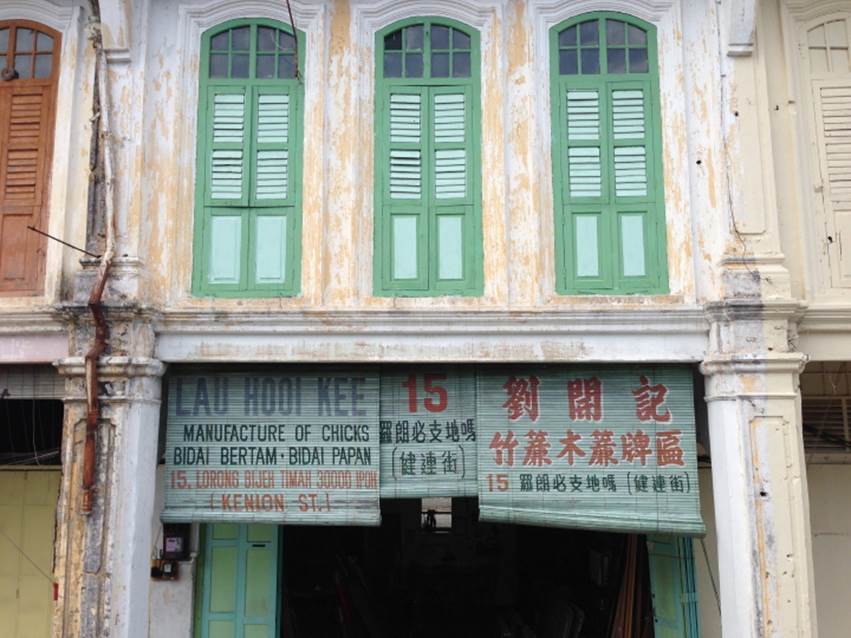 LAU HOOI KEE
MANUFACTURE OF CHICKS
BIDAI BERTAM · BIDAI PAPAN
15, LORONG BIJEH TIMAH 30000 IPOH
(KENION ST.)
15
羅朗必支地嗎
(健連街)
劉開記
竹簾木簾牌匾
15 羅朗必支地嗎 (健連街)